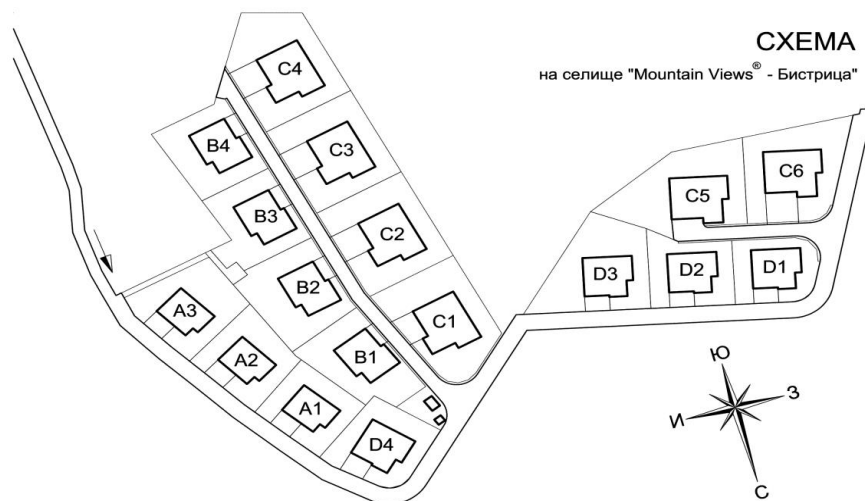 СХЕМА
на селище "Mountain Views® - Бистрица"
C4
B4
C3
C6
C5
B3
C2
D3
D2
D1
B2
A3
C1
A2
B1
A1
D4
Ю
И
З
С